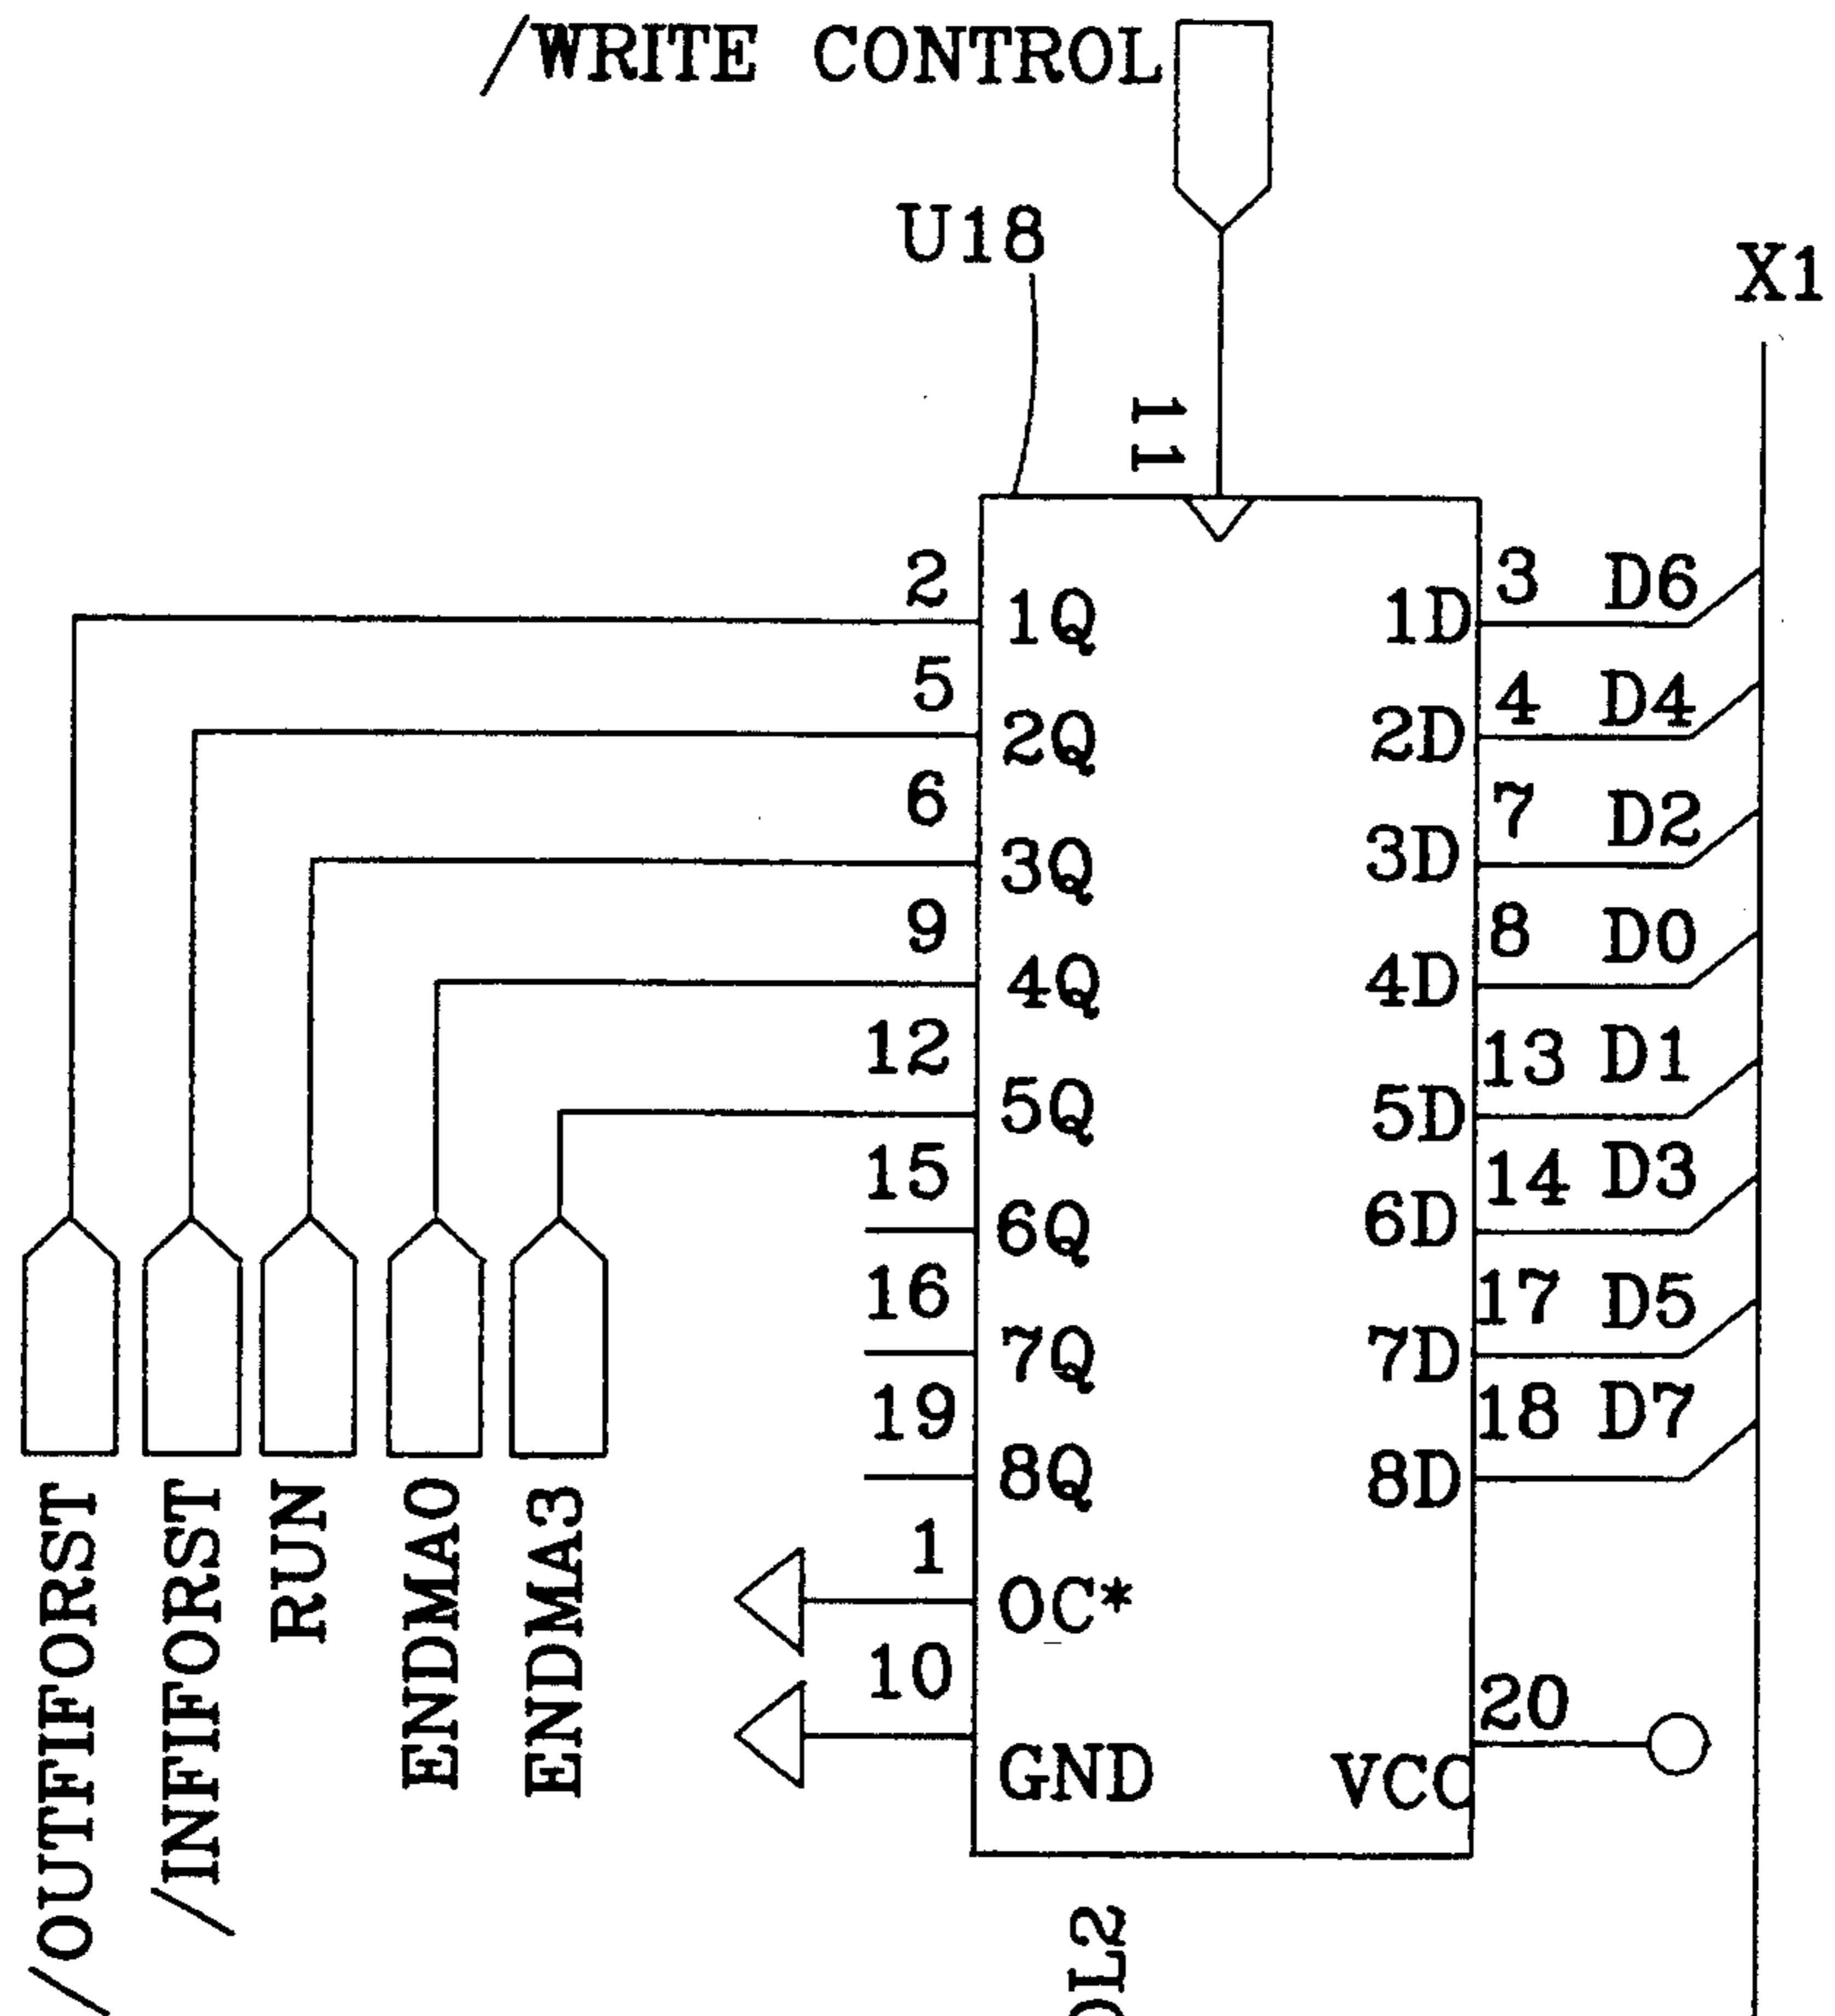 /WRITE CONTROL
U18
X1
11
2 1Q 1D 3 D6
5 2Q 2D 4 D4
6 3Q 3D 7 D2
9 4Q 4D 8 D0
12 5Q 5D 13 D1
15 6Q 6D 14 D3
16 7Q 7D 17 D5
19 8Q 8D 18 D7
1 OC*
10 GND VCC 20
/OUTFIFORST
/INFIFORST
RUN
ENDMA0
ENDMA3